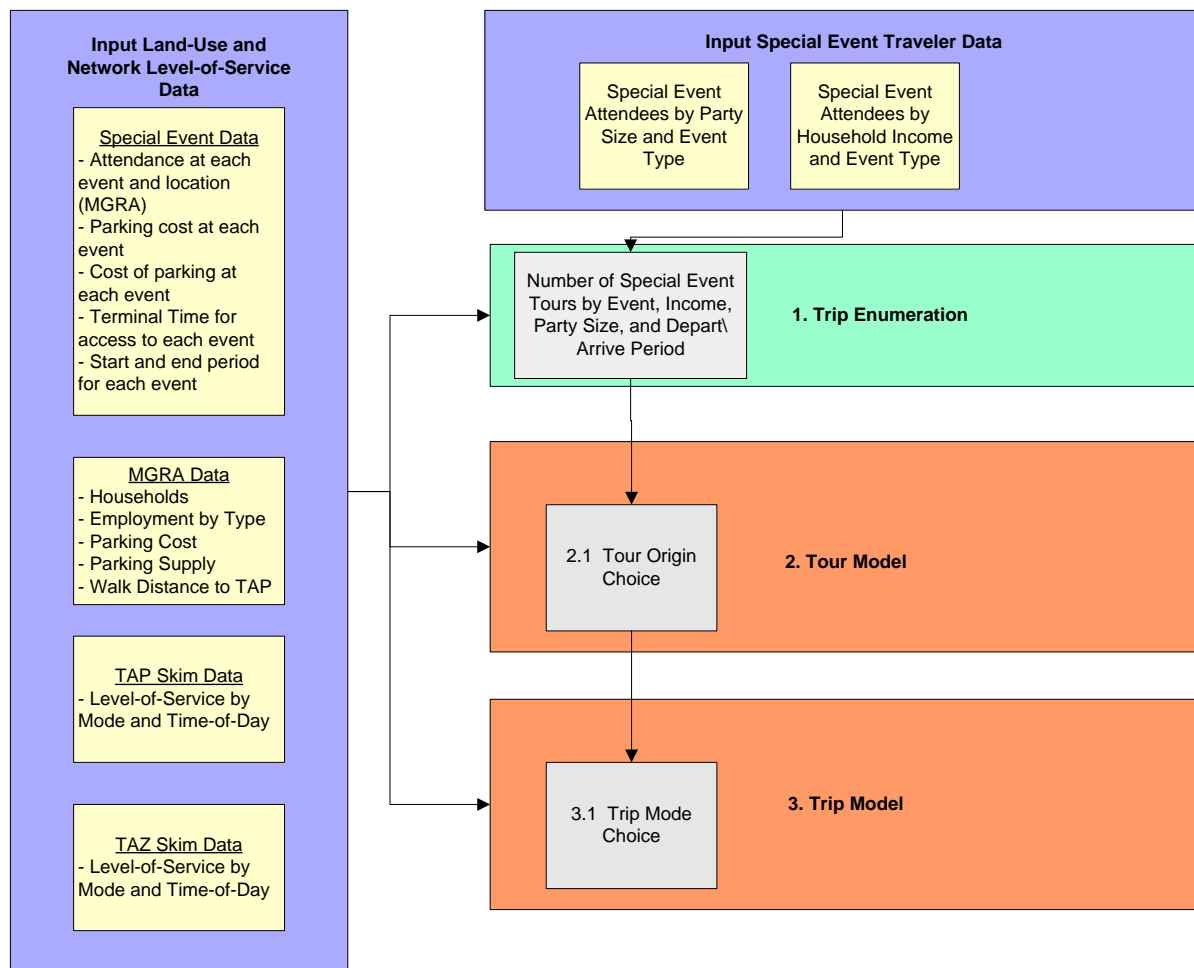 Input Land-Use and
Network Level-of-Service
Data
Special Event Data
- Attendance at each
event and location
(MGRA)
- Parking cost at each
event
- Cost of parking at
each event
- Terminal Time for
access to each event
- Start and end period
for each event
MGRA Data
- Households
- Employment by Type
- Parking Cost
- Parking Supply
- Walk Distance to TAP
TAP Skim Data
- Level-of-Service by
Mode and Time-of-Day
TAZ Skim Data
- Level-of-Service by
Mode and Time-of-Day
Input Special Event Traveler Data
Special Event
Attendees by Party
Size and Event
Type
Special Event
Attendees by
Household Income
and Event Type
Number of Special Event
Tours by Event, Income,
Party Size, and Depart\
Arrive Period
1. Trip Enumeration
2.1 Tour Origin
Choice
2. Tour Model
3.1 Trip Mode
Choice
3. Trip Model